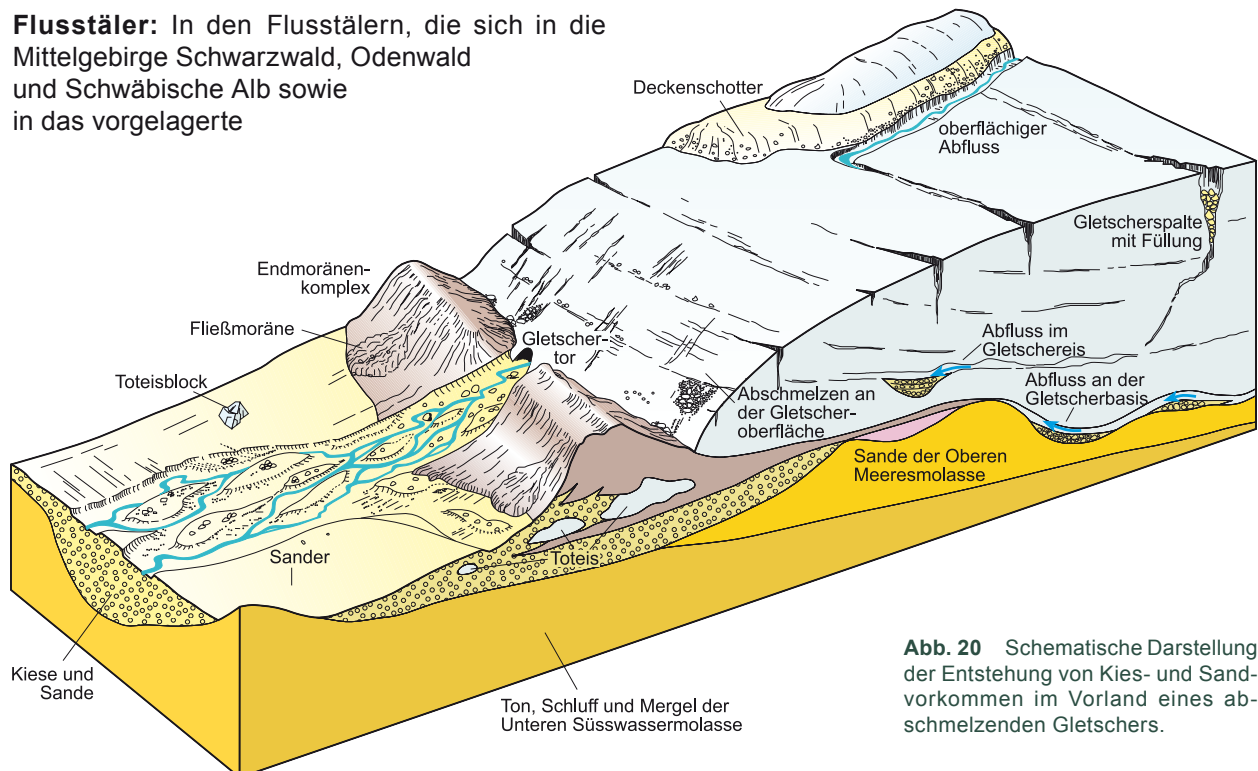 Flusstäler: In den Flusstälern, die sich in die
Mittelgebirge Schwarzwald, Odenwald
und Schwäbische Alb sowie
in das vorgelagerte
Deckenschotter
oberflächiger
Abfluss
Gletscherspalte
mit Füllung
Endmoränen-
komplex
Fließmoräne
Gletscher-
tor
Toteisblock
Abfluss im
Gletschereis
Abfluss an der
Gletscherbasis
Abschmelzen an
der Gletscher-
oberfläche
Sande der Oberen
Meeresmolasse
Sander
Toteis
Kiese und
Sande
Ton, Schluff und Mergel der
Unteren Süsswassermolasse
Abb. 20 Schematische Darstellung
der Entstehung von Kies- und Sand-
vorkommen im Vorland eines ab-
schmelzenden Gletschers.